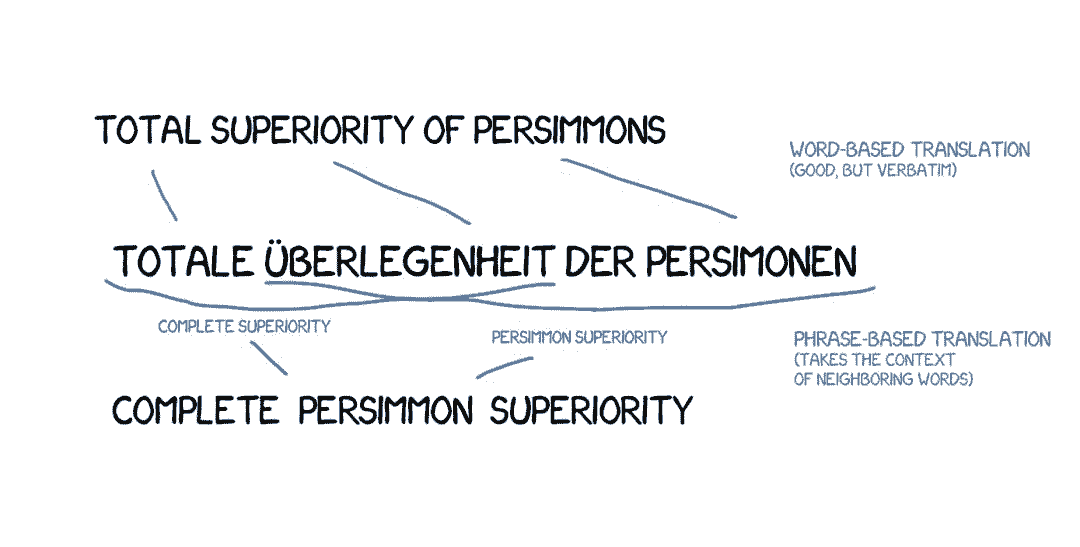 TOTAL SUPERIORITY OF PERSIMMONS
WORD-BASED TRANSLATION
(GOOD, BUT VERBATIM)
TOTALE ÜBERLEGENHEIT DER PERSIMONEN
COMPLETE SUPERIORITY
PERSIMMON SUPERIORITY
PHRASE-BASED TRANSLATION
(TAKES THE CONTEXT
OF NEIGHBORING WORDS)
COMPLETE PERSIMMON SUPERIORITY